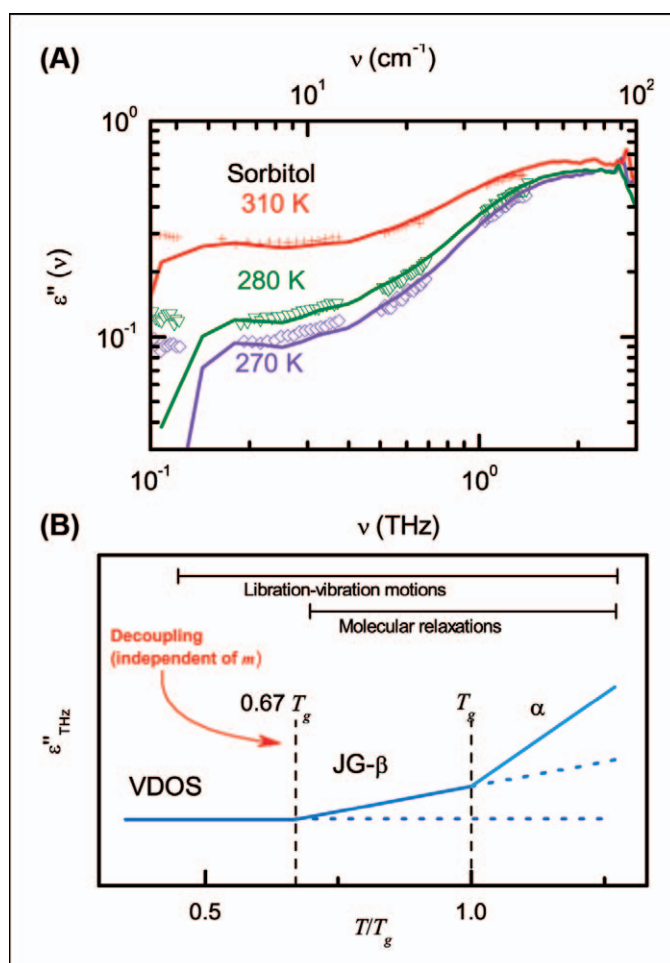 (A)
ν (cm⁻¹)
10¹
10²
10⁰
Sorbitol
310 K
280 K
270 K
10⁻¹
ε" (ν)
10⁻¹
10⁰
ν (THz)
(B)
Libration-vibration motions
Molecular relaxations
Decoupling
(independent of m)
0.67 Tg
Tg
α
JG-β
VDOS
ε"THz
0.5
1.0
T/Tg